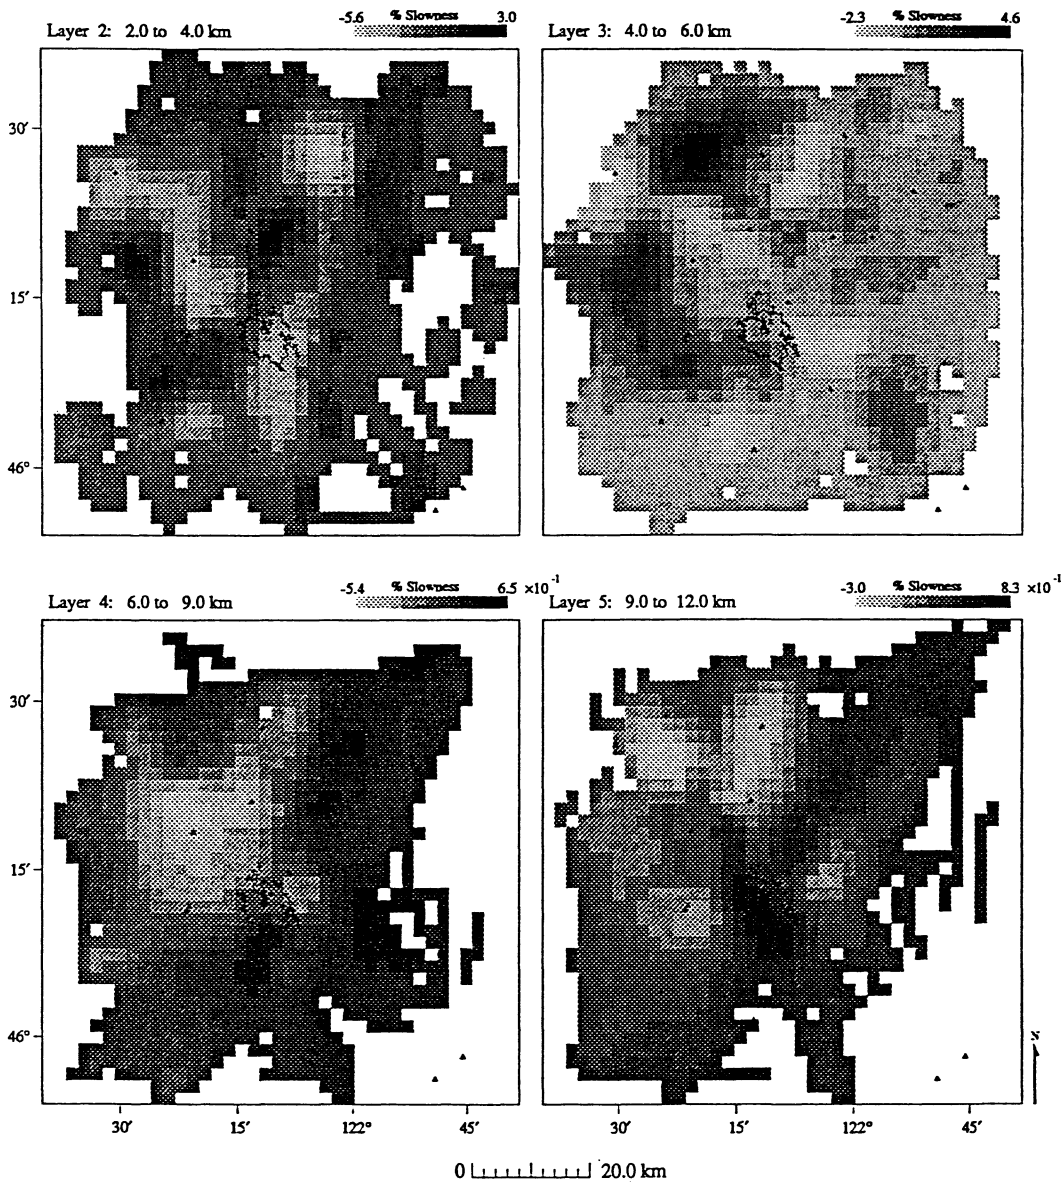 -5.6 % Slowness 3.0
Layer 2: 2.0 to 4.0 km
-2.3 % Slowness 4.6
Layer 3: 4.0 to 6.0 km
30′
15′
46°
-5.4 % Slowness 6.5 ×10⁻¹
Layer 4: 6.0 to 9.0 km
-3.0 % Slowness 8.3 ×10⁻¹
Layer 5: 9.0 to 12.0 km
30′
15′
46°
30′ 15′ 122° 45′
30′ 15′ 122° 45′
0 20.0 km